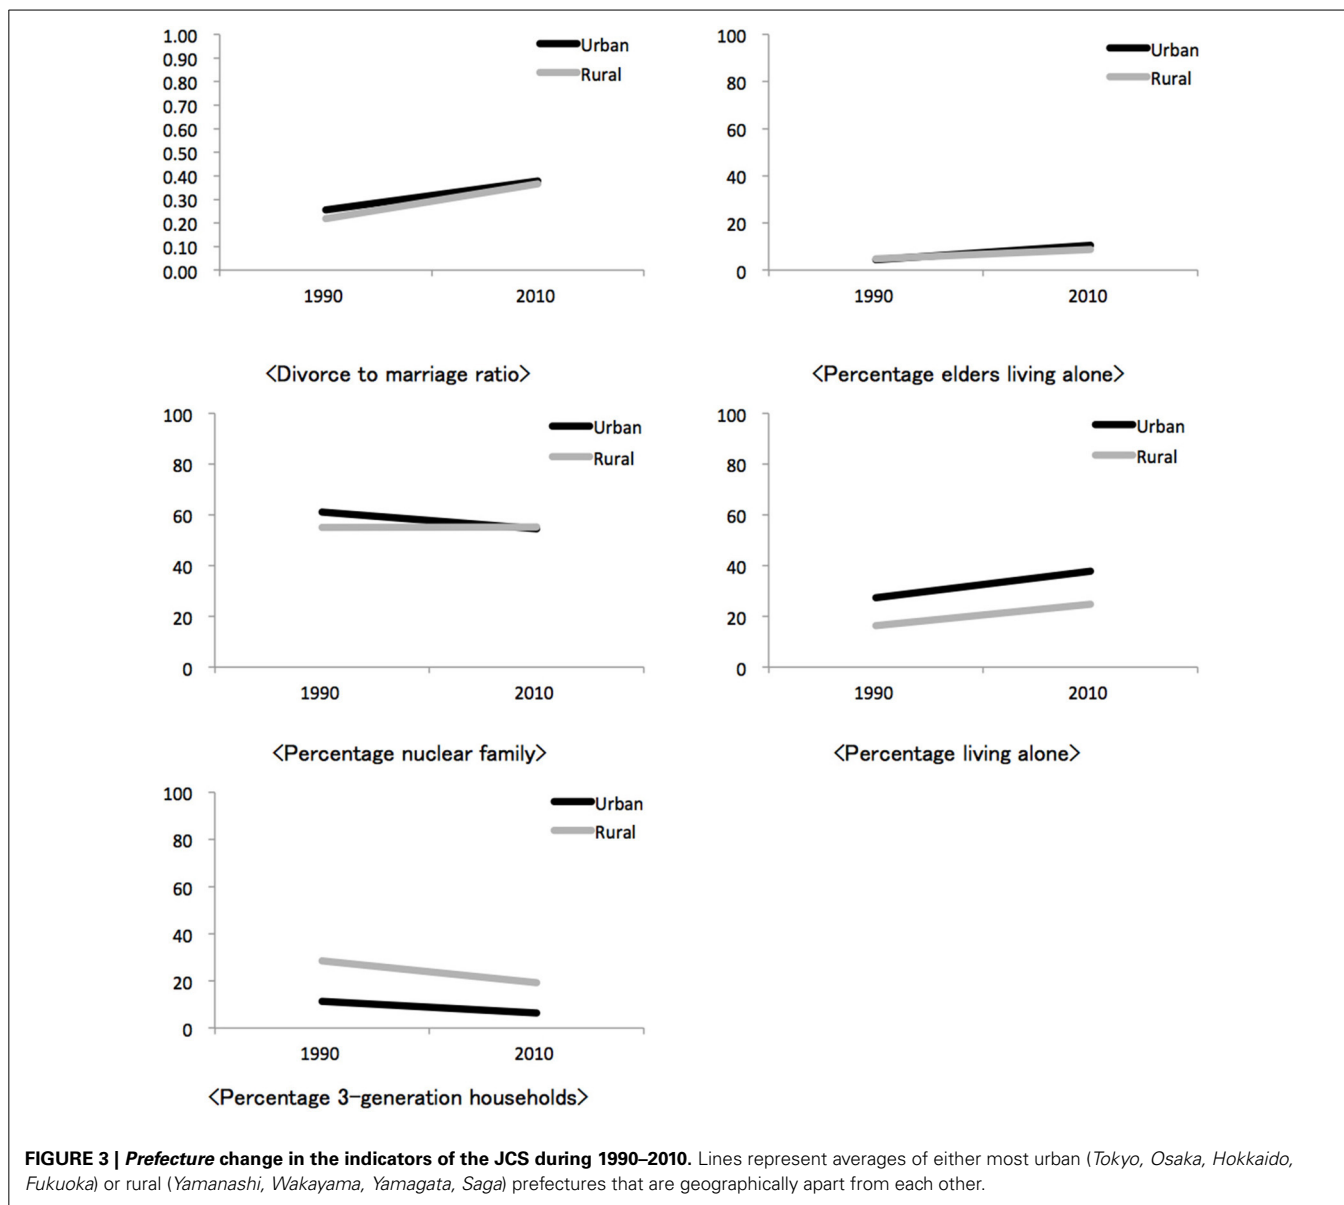 1.00
0.90
0.80
0.70
0.60
0.50
0.40
0.30
0.20
0.10
0.00
Urban
Rural
1990 2010
<Divorce to marriage ratio>
100
80
60
40
20
0
Urban
Rural
1990 2010
<Percentage elders living alone>
100
80
60
40
20
0
Urban
Rural
1990 2010
<Percentage nuclear family>
100
80
60
40
20
0
Urban
Rural
1990 2010
<Percentage living alone>
100
80
60
40
20
0
Urban
Rural
1990 2010
<Percentage 3-generation households>
FIGURE 3 | Prefecture change in the indicators of the JCS during 1990–2010. Lines represent averages of either most urban (Tokyo, Osaka, Hokkaido,
Fukuoka) or rural (Yamanashi, Wakayama, Yamagata, Saga) prefectures that are geographically apart from each other.